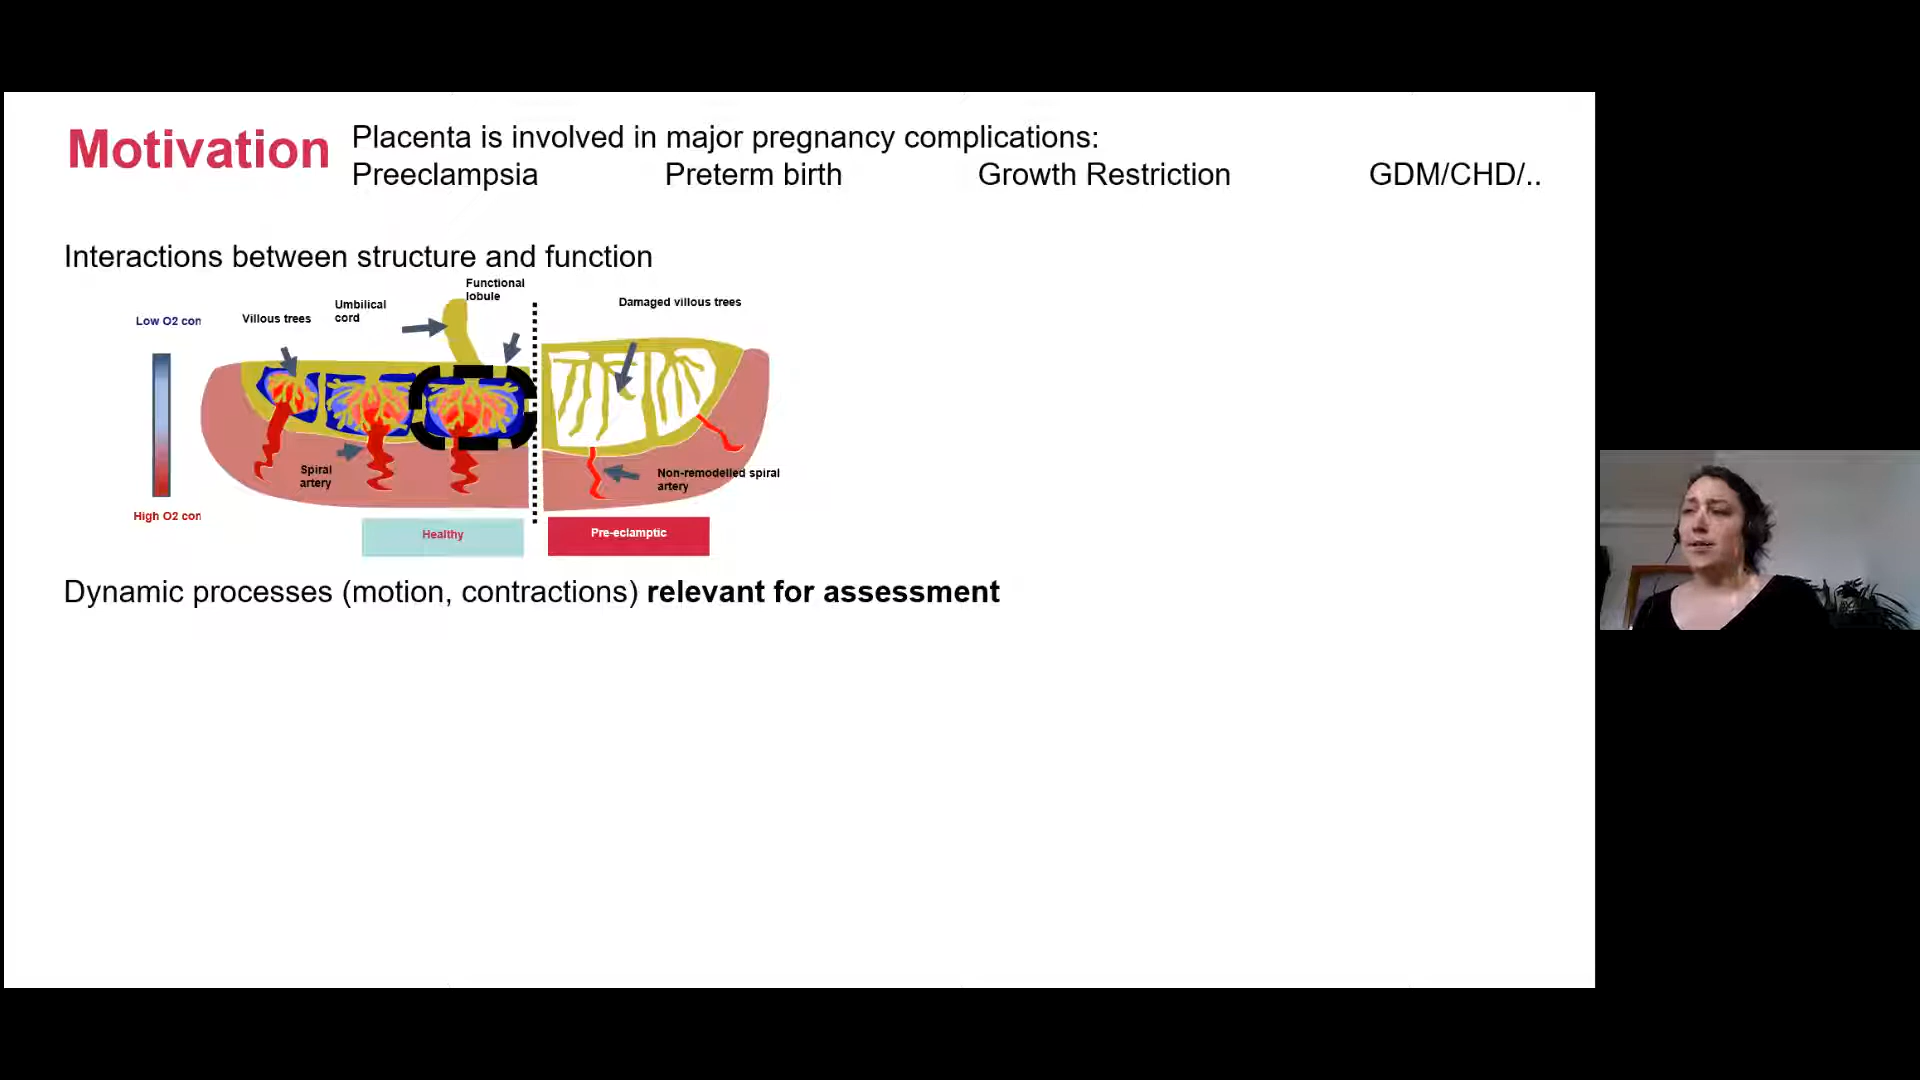 Motivation
Placenta is involved in major pregnancy complications:
Preeclampsia Preterm birth Growth Restriction GDM/CHD/..
Interactions between structure and function
Functional
lobule
Umbilical
cord
Damaged villous trees
Low O2 con
Villous trees
Spiral
artery
Non-remodelled spiral
artery
High O2 con
Healthy
Pre-eclamptic
Dynamic processes (motion, contractions) relevant for assessment